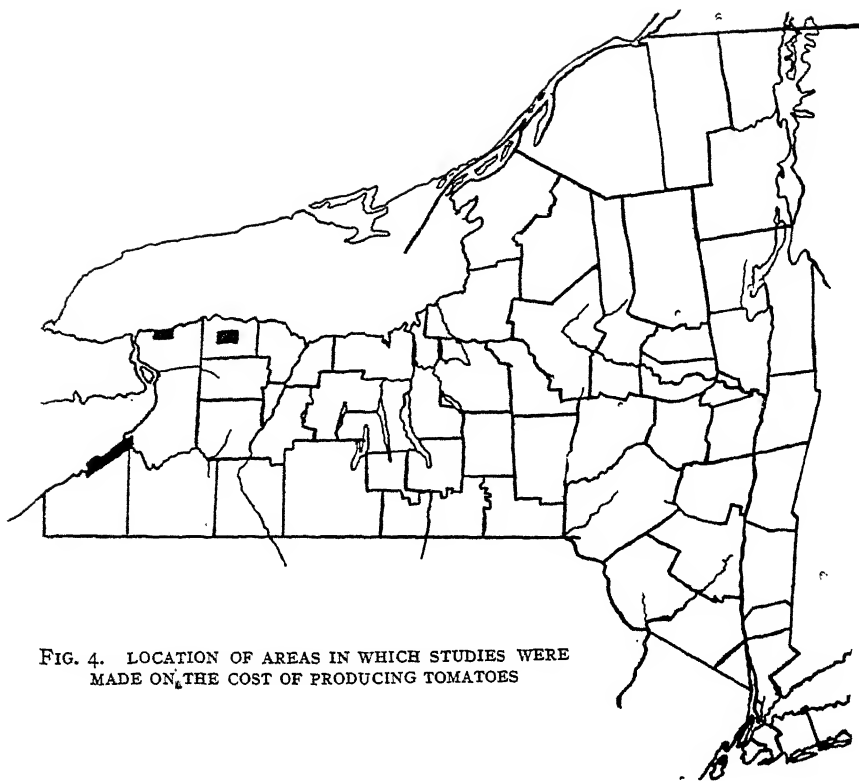 FIG. 4. LOCATION OF AREAS IN WHICH STUDIES WERE
MADE ON THE COST OF PRODUCING TOMATOES